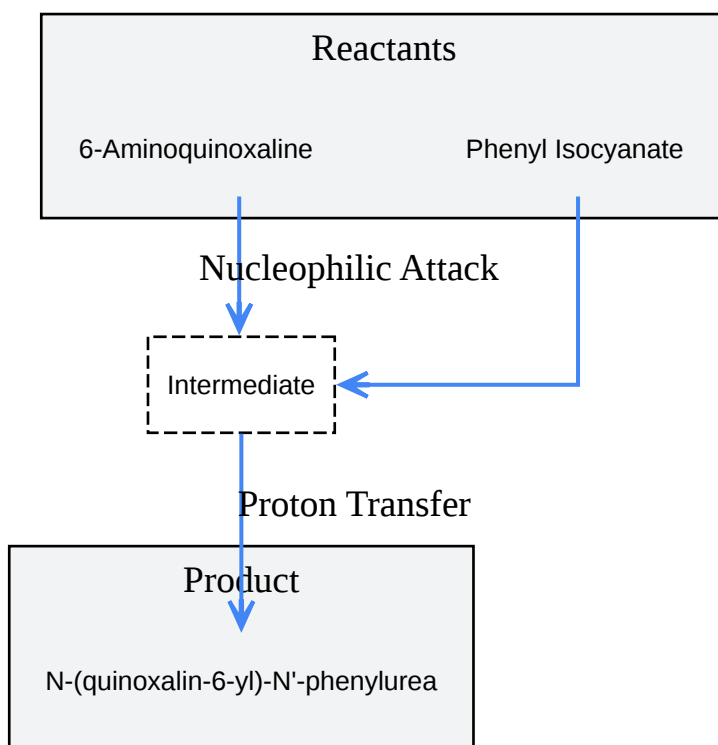 Reactants
6-Aminoquinoxaline
Phenyl Isocyanate
Nucleophilic Attack
Intermediate
Proton Transfer
Product
N-(quinoxalin-6-yl)-N'-phenylurea